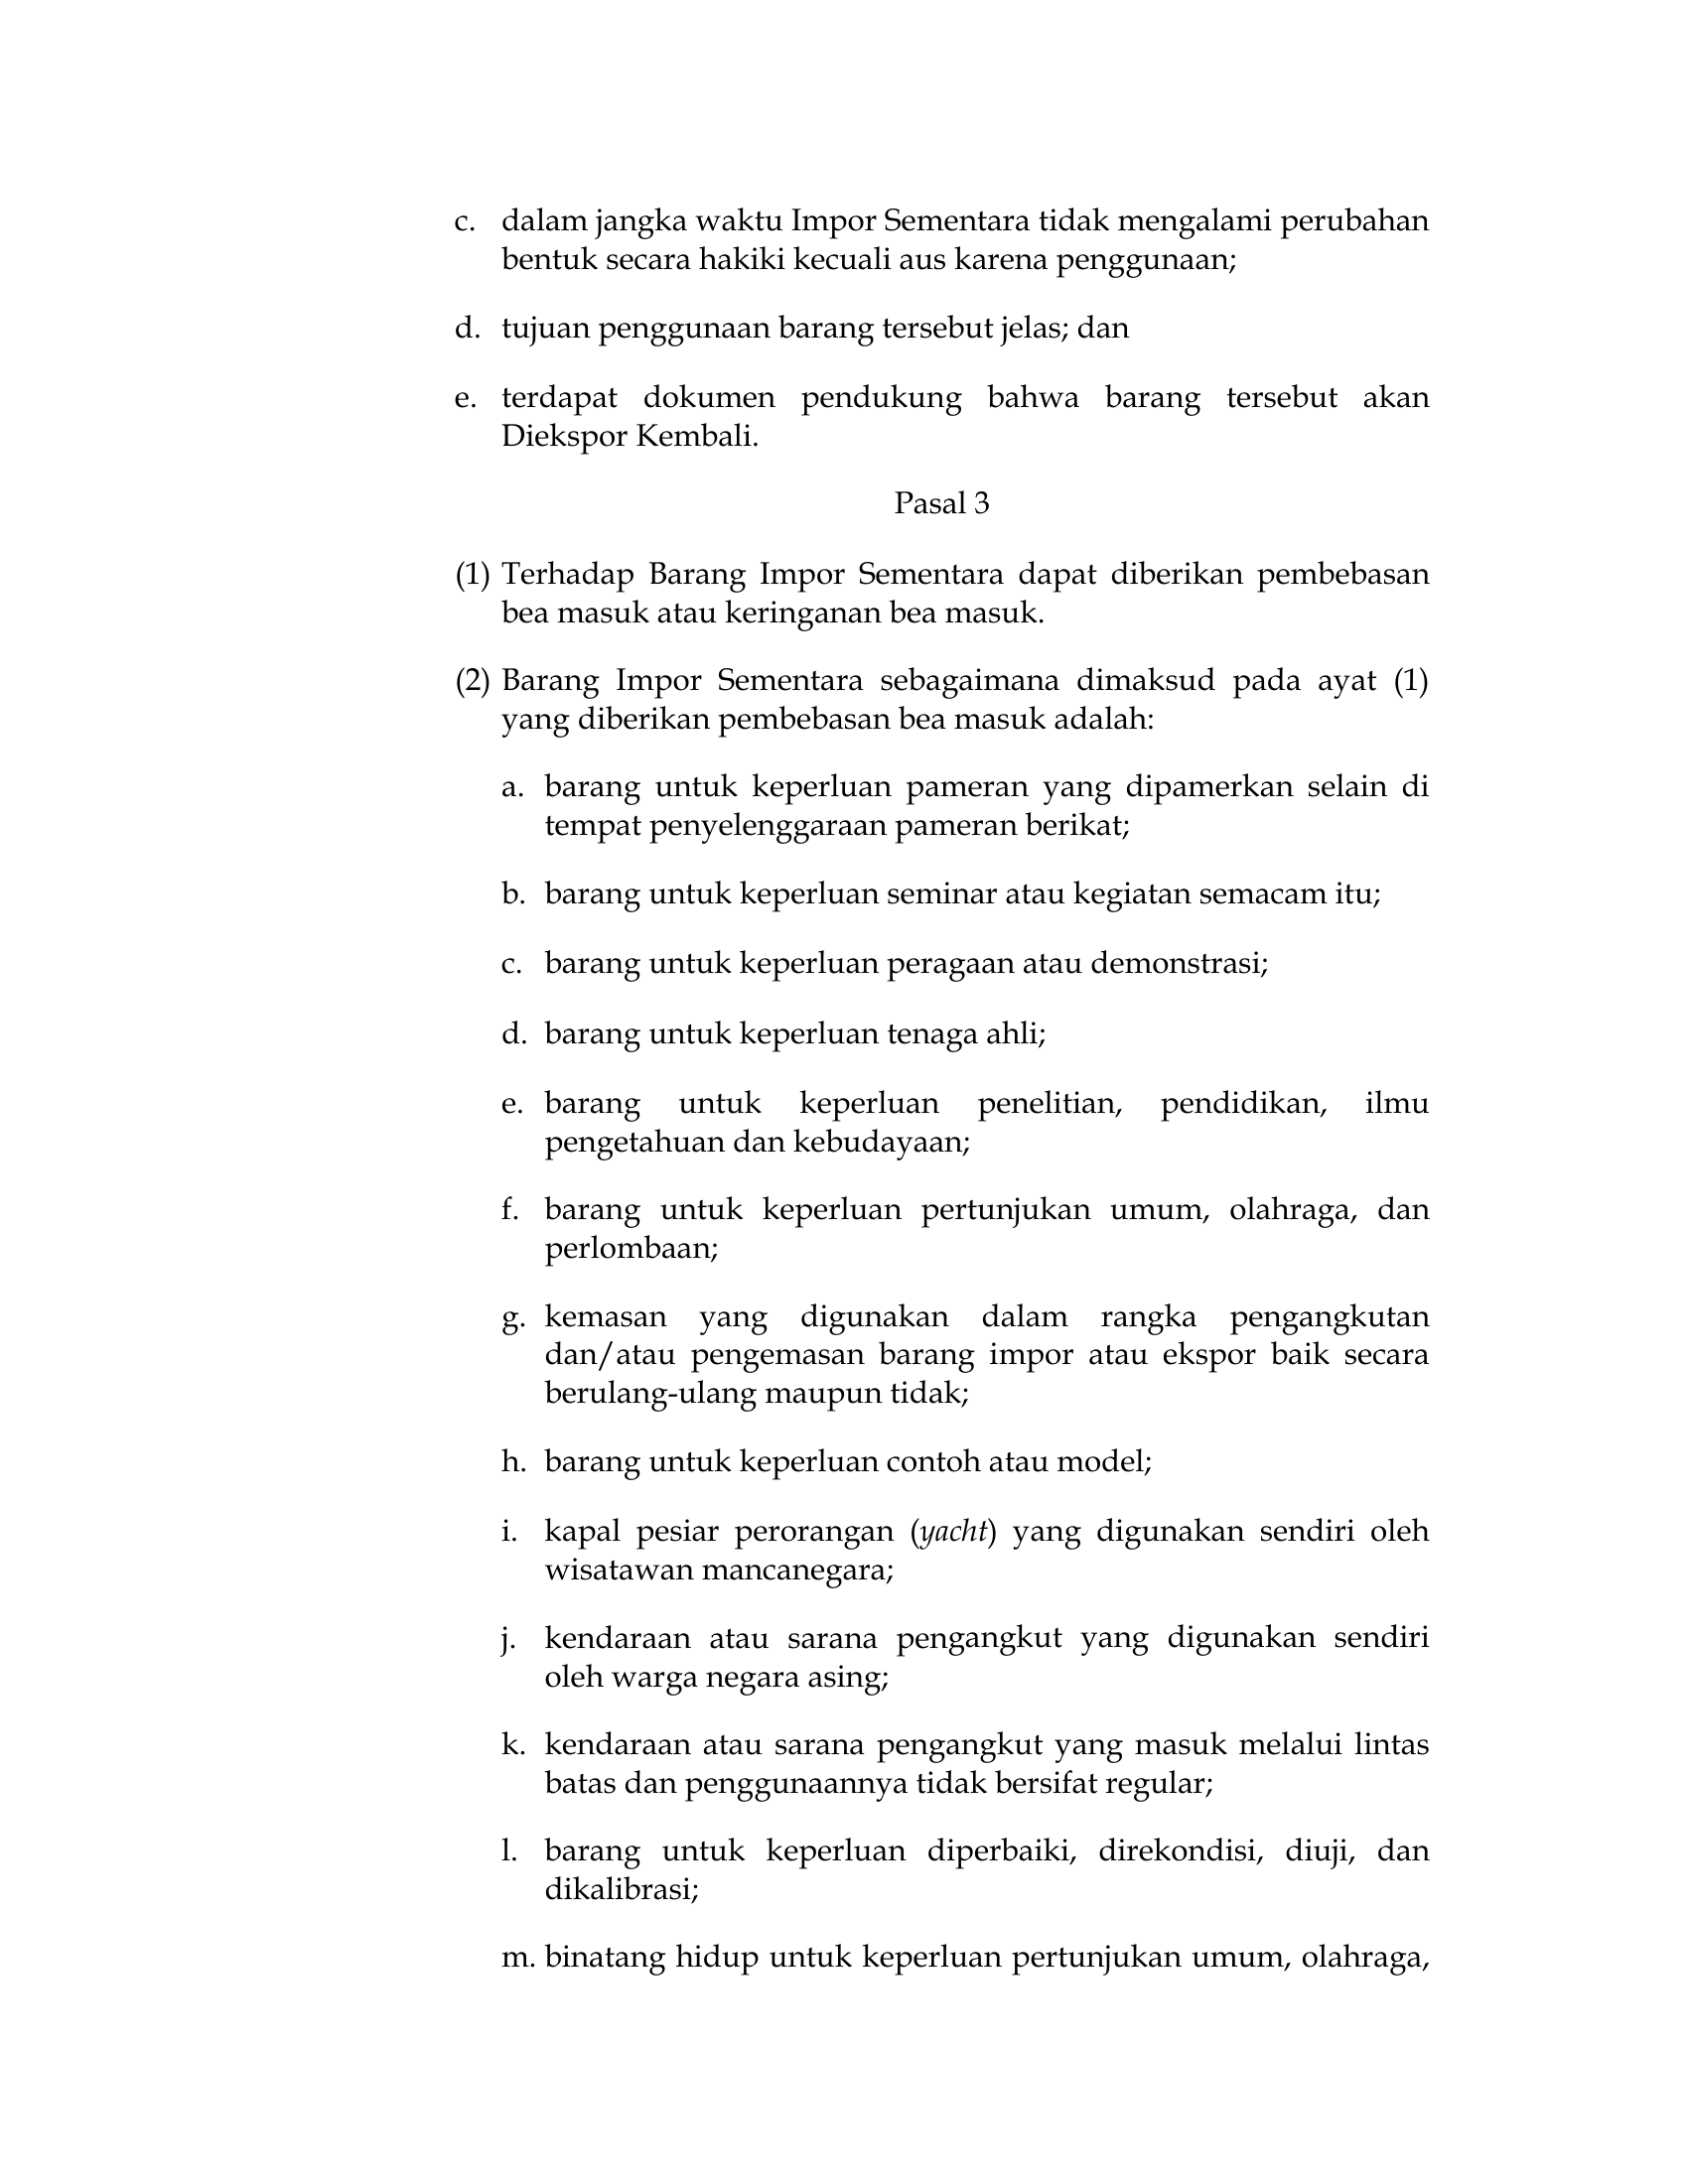 c. dalam jangka waktu Impor Sementara tidak mengalami perubahan
bentuk secara hakiki kecuali aus karena penggunaan;
d. tujuan penggunaan barang tersebut jelas; dan
e. terdapat dokumen pendukung bahwa barang tersebut akan
Diekspor Kembali.
Pasal 3
(1) Terhadap Barang Impor Sementara dapat diberikan pembebasan
bea masuk atau keringanan bea masuk.
(2) Barang Impor Sementara sebagaimana dimaksud pada ayat (1)
yang diberikan pembebasan bea masuk adalah:
a. barang untuk keperluan pameran yang dipamerkan selain di
tempat penyelenggaraan pameran berikat;
b. barang untuk keperluan seminar atau kegiatan semacam itu;
c. barang untuk keperluan peragaan atau demonstrasi;
d. barang untuk keperluan tenaga ahli;
e. barang untuk keperluan penelitian, pendidikan, ilmu
pengetahuan dan kebudayaan;
f. barang untuk keperluan pertunjukan umum, olahraga, dan
perlombaan;
g. kemasan yang digunakan dalam rangka pengangkutan
dan/atau pengemasan barang impor atau ekspor baik secara
berulang-ulang maupun tidak;
h. barang untuk keperluan contoh atau model;
i. kapal pesiar perorangan (yacht) yang digunakan sendiri oleh
wisatawan mancanegara;
j. kendaraan atau sarana pengangkut yang digunakan sendiri
oleh warga negara asing;
k. kendaraan atau sarana pengangkut yang masuk melalui lintas
batas dan penggunaannya tidak bersifat regular;
l. barang untuk keperluan diperbaiki, direkondisi, diuji, dan
dikalibrasi;
m. binatang hidup untuk keperluan pertunjukan umum, olahraga,